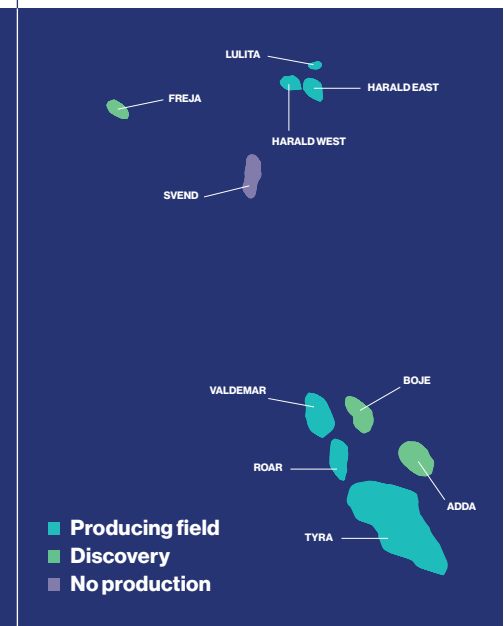 LULITA
HARALD EAST
FREJA
HARALD WEST
SVEND
BOJE
VALDEMAR
ROAR
ADDA
TYRA
Producing field
Discovery
No production